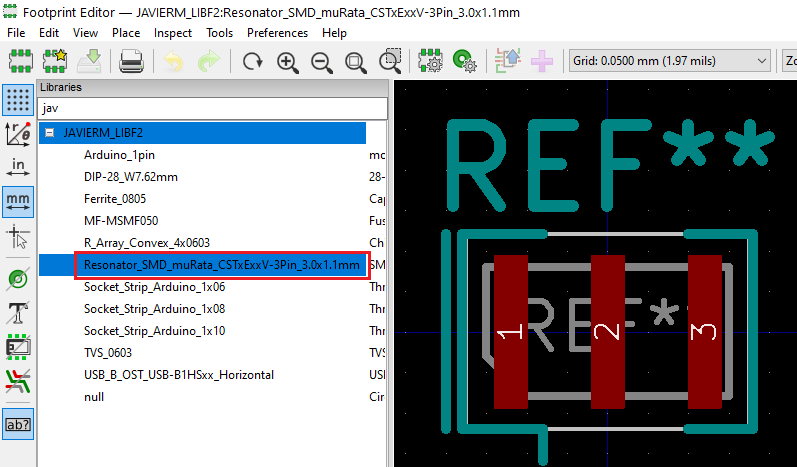 Footprint Editor — JAVIERM_LIBF2:Resonator_SMD_muRata_CSTxExxV-3Pin_3.0x1.1mm
File Edit View Place Inspect Tools Preferences Help
Grid: 0.0500 mm (1.97 mils)
Libraries
jav
JAVIERM_LIBF2
Arduino_1pin mo
DIP-28_W7.62mm 28-
Ferrite_0805 Ca
MF-MSMF050 Fus
R_Array_Convex_4x0603 Ch
Resonator_SMD_muRata_CSTxExxV-3Pin_3.0x1.1mm SM
Socket_Strip_Arduino_1x06 Thr
Socket_Strip_Arduino_1x08 Thr
Socket_Strip_Arduino_1x10 Thr
TVS_0603 TVS
USB_B_OST_USB-B1HSxx_Horizontal USB
null Cir
r θ
in
mm
T
ab?
REF**
REF*
1 2 3